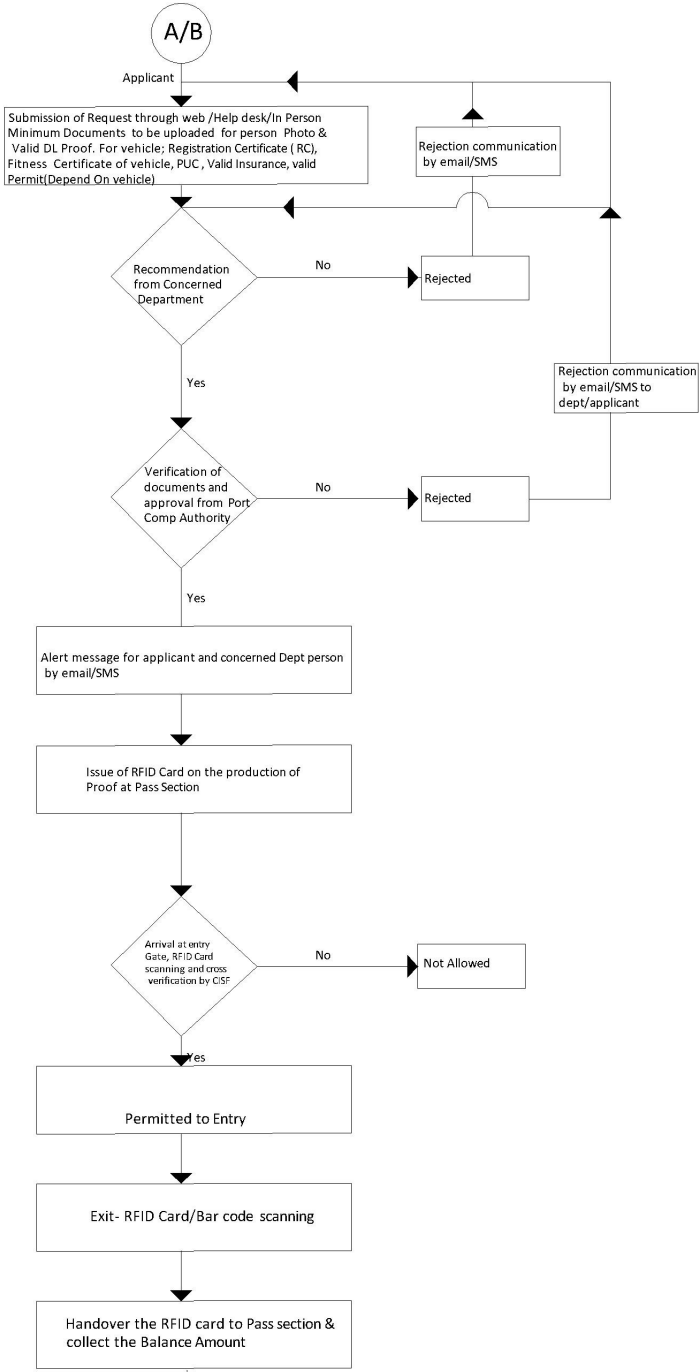 A/B
Applicant
Submission of Request through web /Help desk/In Person
Minimum Documents to be uploaded for person Photo &
Valid DL Proof. For vehicle; Registration Certificate ( RC),
Fitness Certificate of vehicle, PUC , Valid Insurance, valid
Permit(Depend On vehicle)
Rejection communication
by email/SMS
Recommendation
from Concerned
Department
No
Rejected
Yes
Rejection communication
by email/SMS to
dept/applicant
Verification of
documents and
approval from Port
Comp Authority
No
Rejected
Yes
Alert message for applicant and concerned Dept person
by email/SMS
Issue of RFID Card on the production of
Proof at Pass Section
Arrival at entry
Gate, RFID Card
scanning and cross
verification by CISF
No
Not Allowed
Yes
Permitted to Entry
Exit- RFID Card/Bar code scanning
Handover the RFID card to Pass section &
collect the Balance Amount